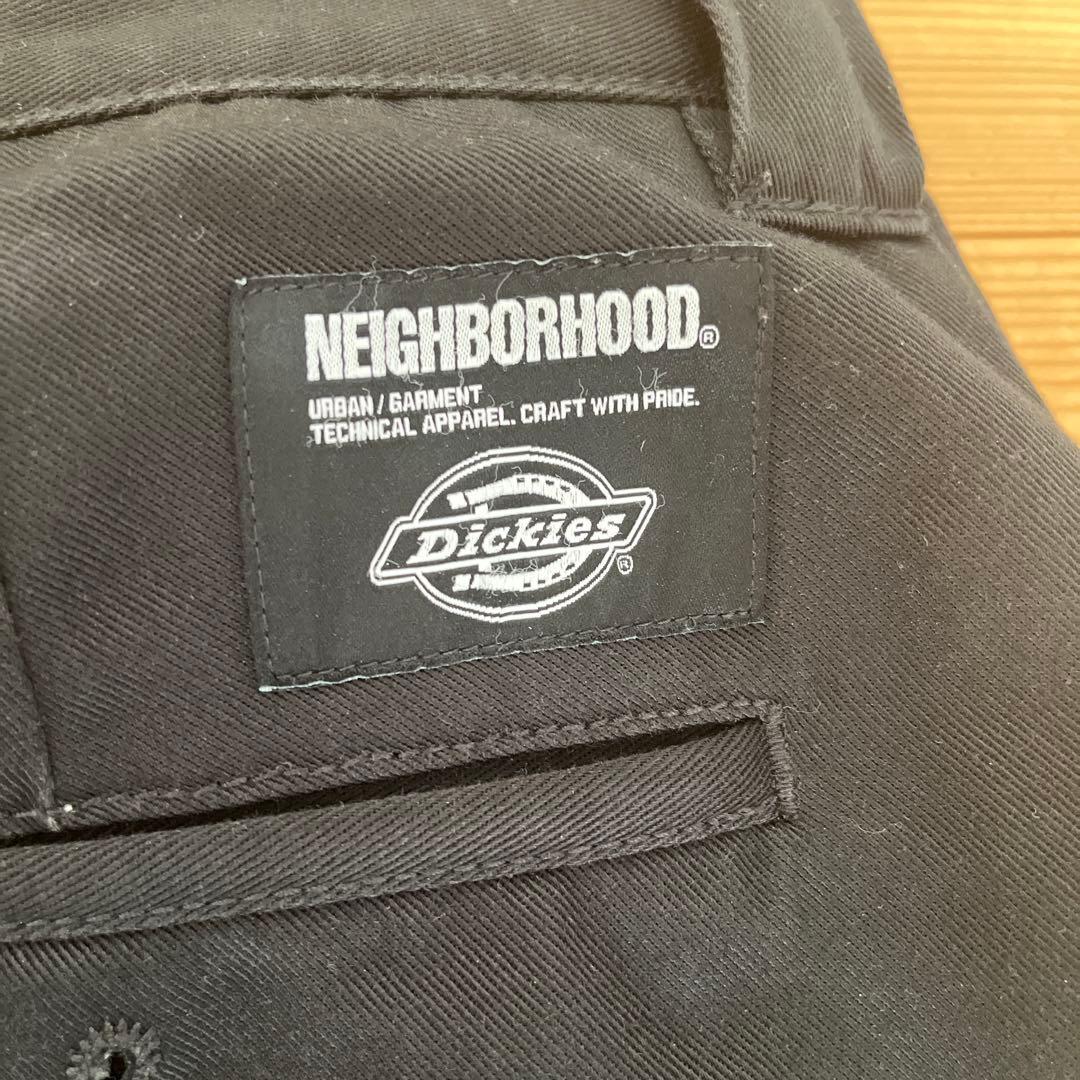 NEIGHBORHOOD.®
URBAN / GARMENT
TECHNICAL APPAREL. CRAFT WITH PRIDE.
Dickies®